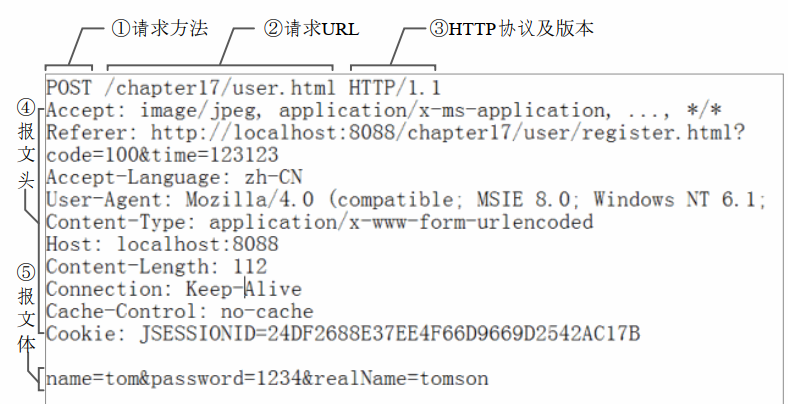 ①请求方法 ②请求URL ③HTTP协议及版本
POST /chapter17/user.html HTTP/1.1
④报文头
Accept: image/jpeg, application/x-ms-application, ..., */*
Referer: http://localhost:8088/chapter17/user/register.html?
code=100&time=123123
Accept-Language: zh-CN
User-Agent: Mozilla/4.0 (compatible; MSIE 8.0; Windows NT 6.1;
Content-Type: application/x-www-form-urlencoded
Host: localhost:8088
Content-Length: 112
Connection: Keep-Alive
Cache-Control: no-cache
Cookie: JSESSIONID=24DF2688E37EE4F66D9669D2542AC17B
⑤报文体
name=tom&password=1234&realName=tomson